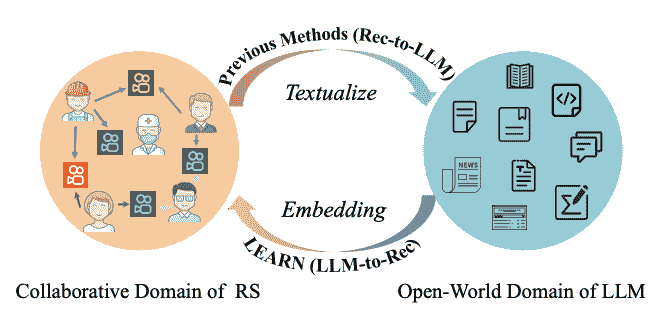 Previous Methods (Rec-to-LLM)
Textualize
NEWS
Embedding
LEARN (LLM-to-Rec)
Collaborative Domain of RS
Open-World Domain of LLM